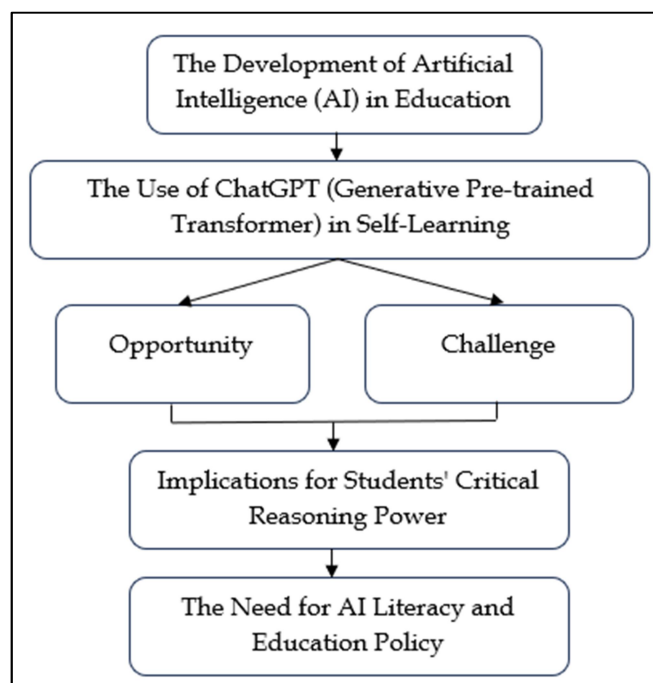 The Development of Artificial
Intelligence (AI) in Education
The Use of ChatGPT (Generative Pre-trained
Transformer) in Self-Learning
Opportunity
Challenge
Implications for Students' Critical
Reasoning Power
The Need for AI Literacy and
Education Policy